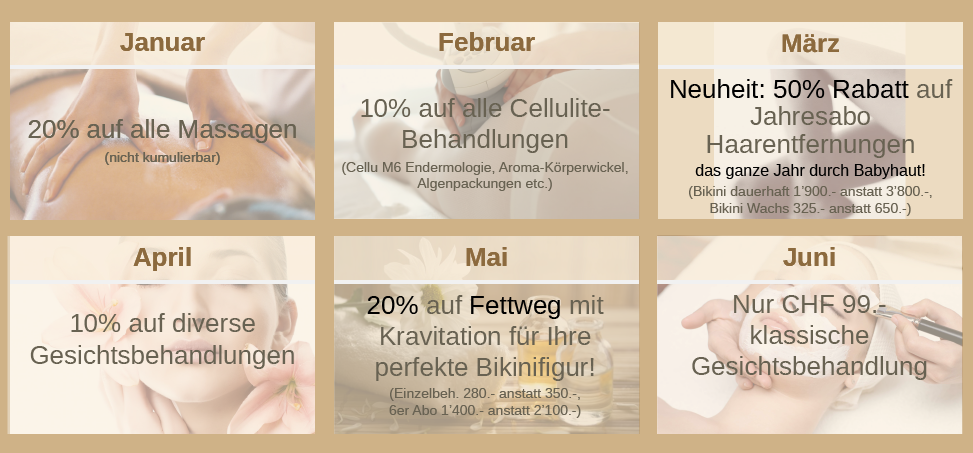 Januar
20% auf alle Massagen
(nicht kumulierbar)
Februar
10% auf alle Cellulite-
Behandlungen
(Cellu M6 Endermologie, Aroma-Körperwickel,
Algenpackungen etc.)
März
Neuheit: 50% Rabatt auf
Jahresabo
Haarentfernungen
das ganze Jahr durch Babyhaut!
(Bikini dauerhaft 1'900.- anstatt 3'800.-,
Bikini Wachs 325.- anstatt 650.-)
April
10% auf diverse
Gesichtsbehandlungen
Mai
20% auf Fettweg mit
Kravitation für Ihre
perfekte Bikinifigur!
(Einzelbeh. 280.- anstatt 350.-,
6er Abo 1'400.- anstatt 2'100.-)
Juni
Nur CHF 99.-
klassische
Gesichtsbehandlung